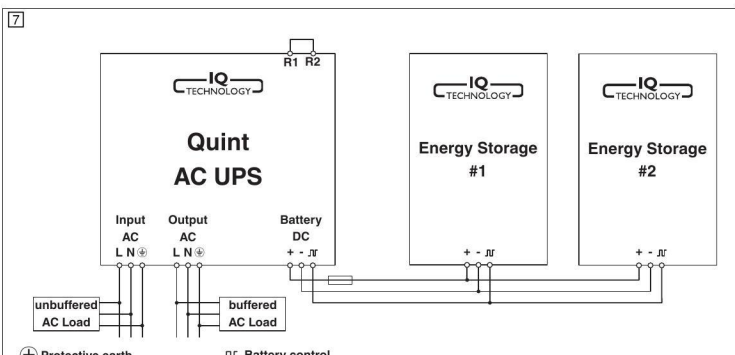 7
R1 R2
IQ
TECHNOLOGY
Quint
AC UPS
Input
AC
L N
Output
AC
L N
Battery
DC
+ -
IQ
TECHNOLOGY
Energy Storage
#1
+ -
IQ
TECHNOLOGY
Energy Storage
#2
+ -
unbuffered
AC Load
buffered
AC Load
Protective earth
Battery control